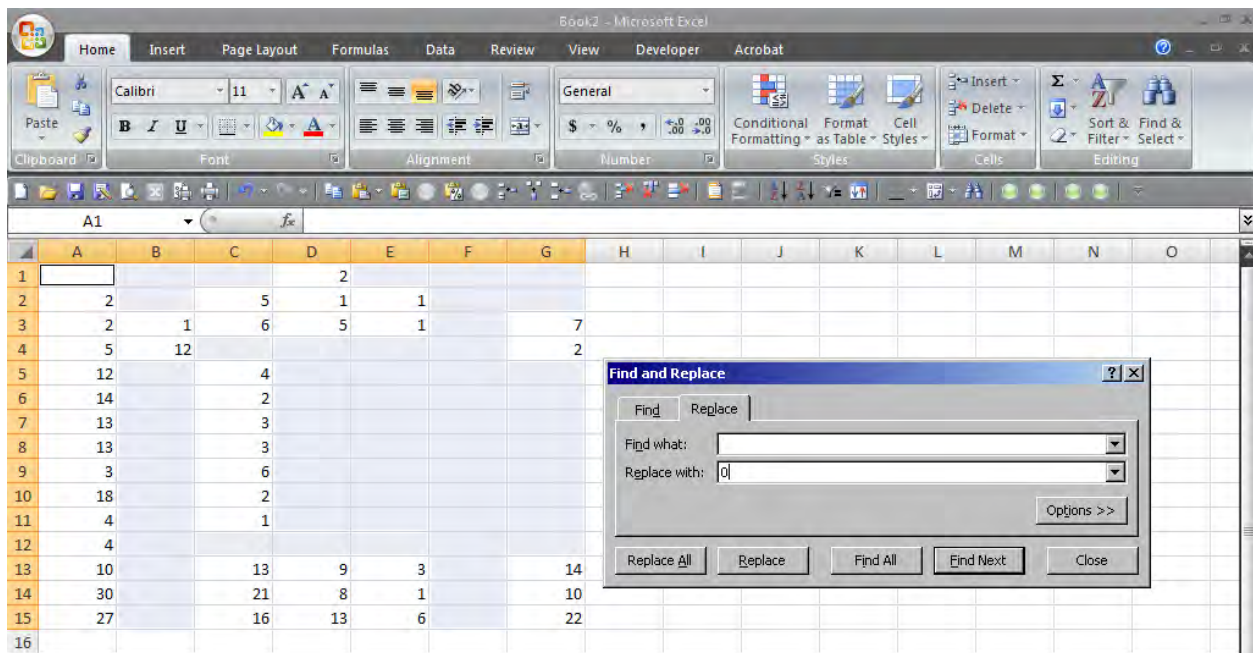 Book2 - Microsoft Excel
Home Insert Page Layout Formulas Data Review View Developer Acrobat
Calibri 11 A A General Σ A Z Insert
Paste B I U A $ % , .0 .00 .00 .0 Conditional Format Cell Delete Sort & Find &
Formatting as Table Styles Format Filter Select
Clipboard Font Alignment Number Styles Cells Editing
A1 fx
A B C D E F G H I J K L M N O
1 2
2 2 5 1 1
3 2 1 6 5 1 7
4 5 12 2
5 12 4
6 14 2
7 13 3
8 13 3
9 3 6
10 18 2
11 4 1
12 4
13 10 13 9 3 14
14 30 21 8 1 10
15 27 16 13 6 22
16
Find and Replace
Find Replace
Find what:
Replace with: 0
Options >>
Replace All Replace Find All Find Next Close